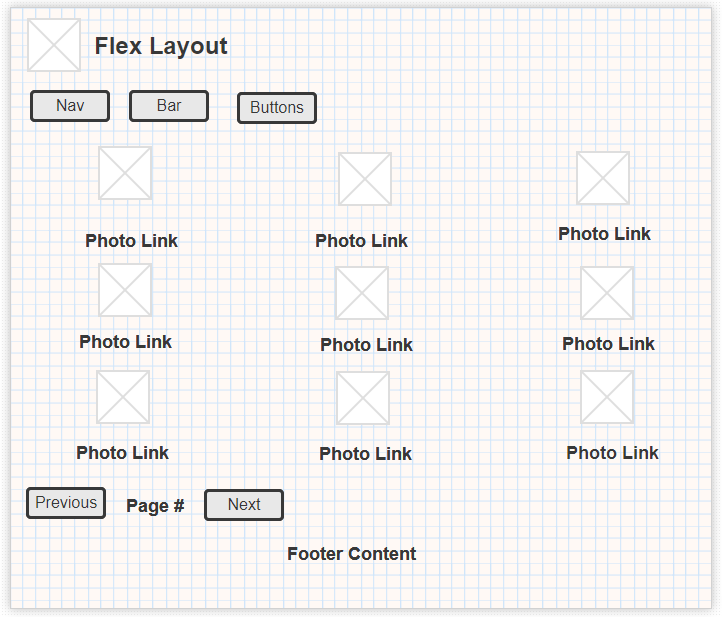 Flex Layout
Nav Bar Buttons
Photo Link Photo Link Photo Link
Photo Link Photo Link Photo Link
Photo Link Photo Link Photo Link
Previous Page # Next
Footer Content